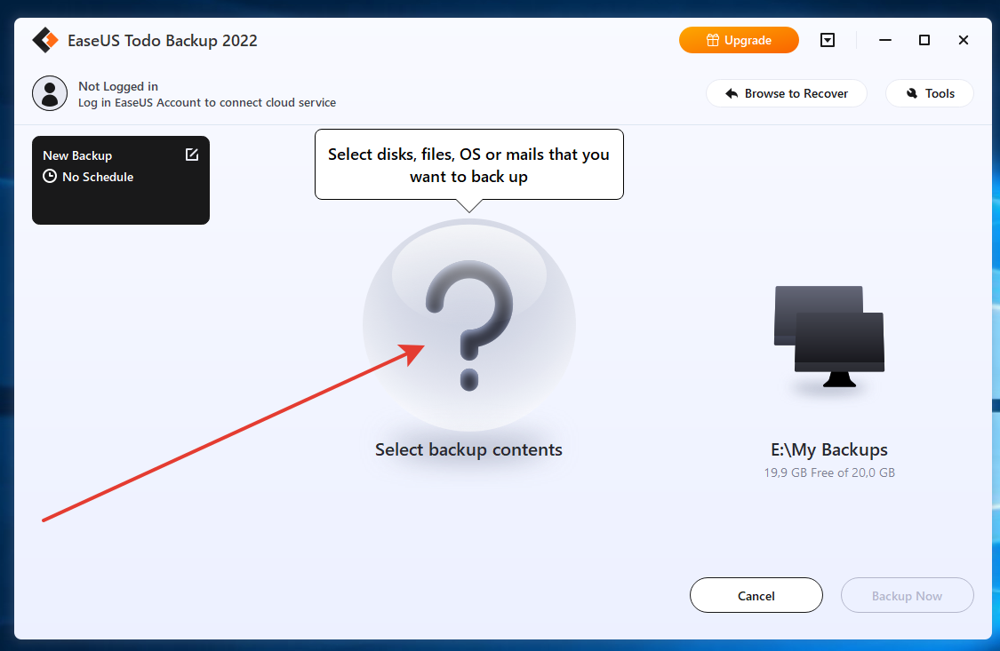 EaseUS Todo Backup 2022
Upgrade
Not Logged in
Log in EaseUS Account to connect cloud service
Browse to Recover
Tools
New Backup
No Schedule
Select disks, files, OS or mails that you
want to back up
?
Select backup contents
E:\My Backups
19,9 GB Free of 20,0 GB
Cancel
Backup Now